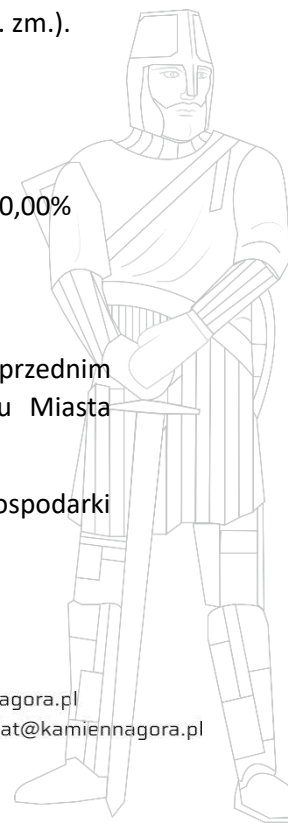 . zm.).
0,00%
przednim
u Miasta
ospodarki
agora.pl
at@kamiennagora.pl